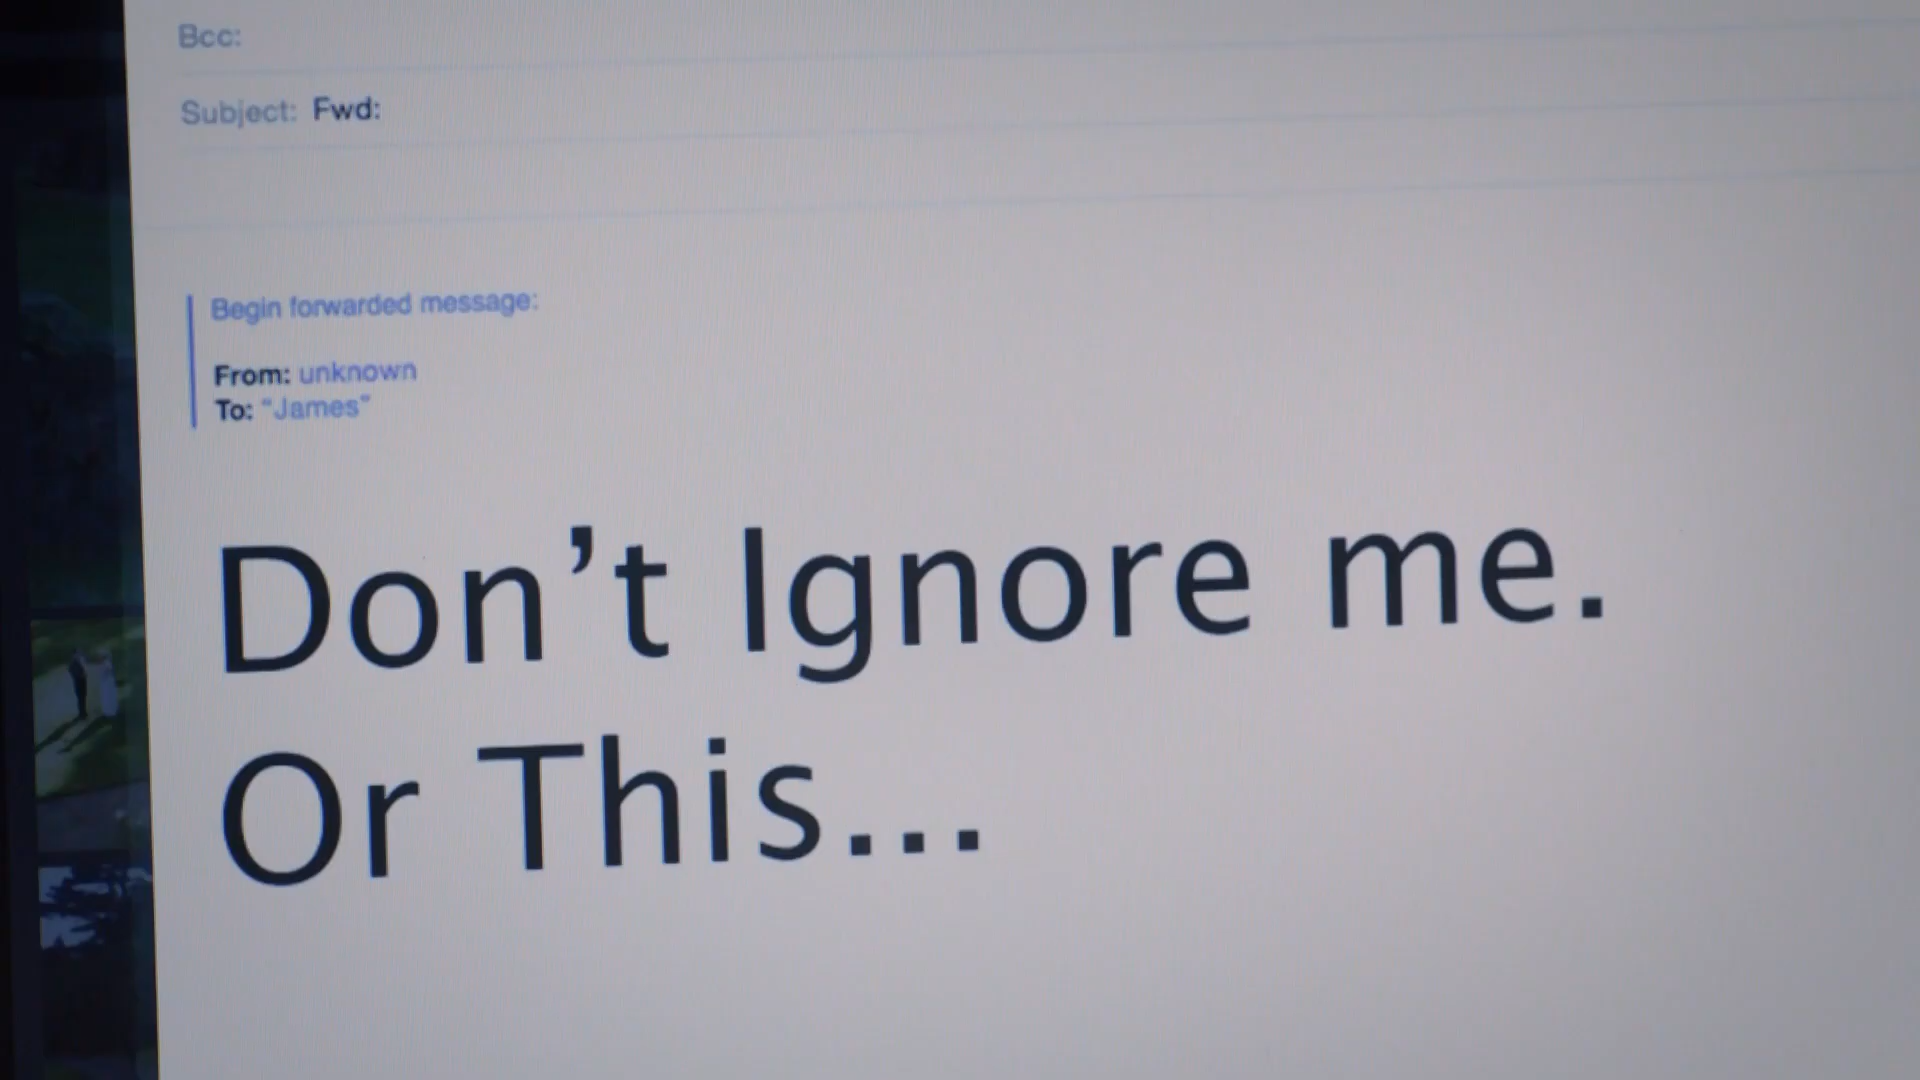 Bcc:
Subject: Fwd:
Begin forwarded message:
From: unknown
To: "James"
Don't Ignore me.
Or This...